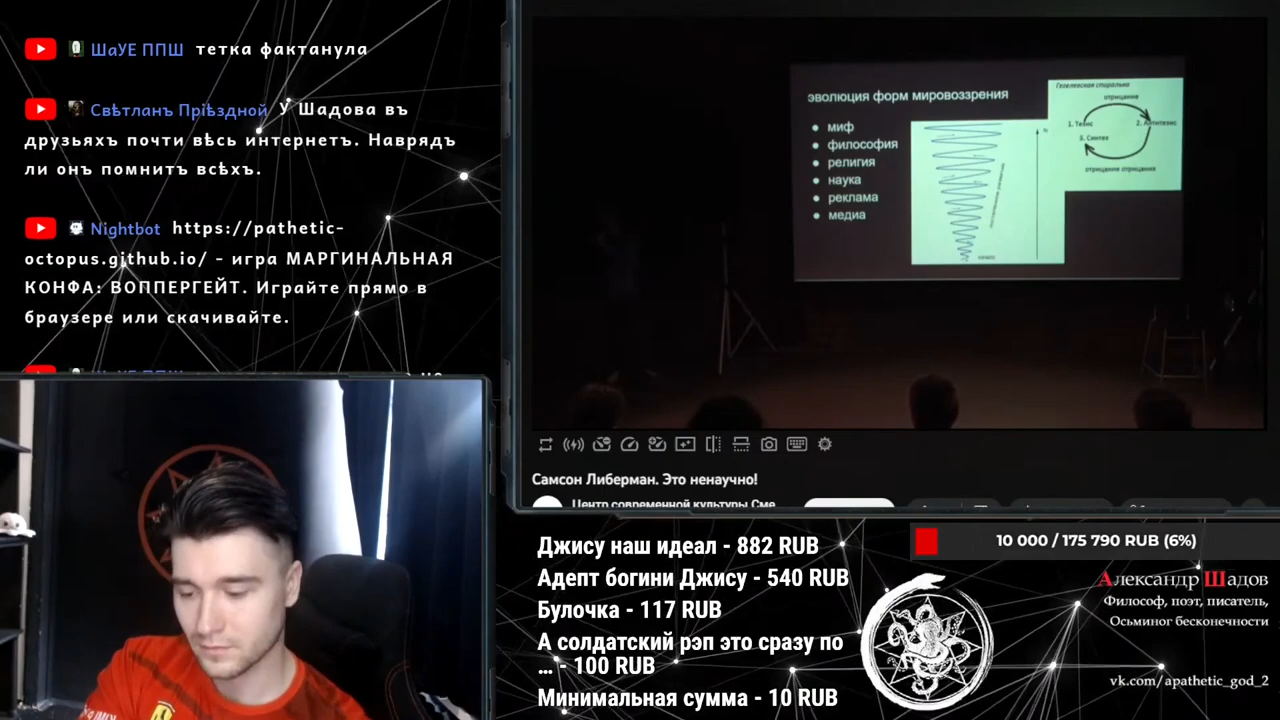 ШаУЕ ППШ тетка фактанула
Свѣтланъ Прiѣздной У Шадова въ
друзьяхъ почти вѣсь интернетъ. Наврядъ
ли онъ помнитъ всѣхъ.
Nightbot https://pathetic-
octopus.github.io/ - игра МАРГИНАЛЬНАЯ
КОНФА: ВОППЕРГЕЙТ. Играйте прямо в
браузере или скачивайте.
эволюция форм мировоззрения
миф
философия
религия
наука
реклама
медиа
начало
Гегелевская спиралька
отрицание
1. Тезис
2. Антитезис
3. Синтез
отрицание отрицания
Самсон Либерман. Это ненаучно!
Центр современной культуры Сме
Джису наш идеал - 882 RUB
Адепт богини Джису - 540 RUB
Булочка - 117 RUB
А солдатский рэп это сразу по
... - 100 RUB
Минимальная сумма - 10 RUB
10 000 / 175 790 RUB (6%)
Александр Шадов
Философ, поэт, писатель,
Осьминог бесконечности
vk.com/apathetic_god_2